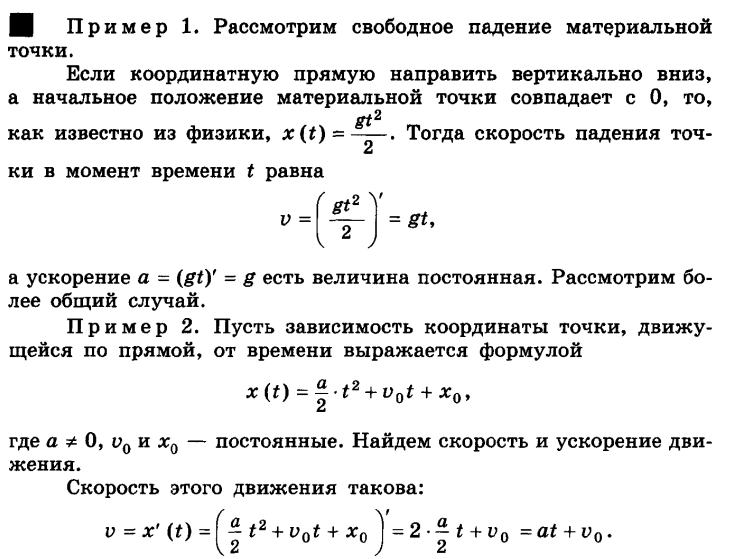 Пример 1. Рассмотрим свободное падение материальной
точки.
Если координатную прямую направить вертикально вниз,
а начальное положение материальной точки совпадает с 0, то,
как известно из физики, x(t) = gt²/2. Тогда скорость падения точ-
ки в момент времени t равна
v = (gt²/2)′ = gt,
а ускорение a = (gt)′ = g есть величина постоянная. Рассмотрим бо-
лее общий случай.
Пример 2. Пусть зависимость координаты точки, движу-
щейся по прямой, от времени выражается формулой
x(t) = a/2 · t² + v₀t + x₀,
где a ≠ 0, v₀ и x₀ — постоянные. Найдем скорость и ускорение дви-
жения.
Скорость этого движения такова:
v = x′(t) = (a/2 t² + v₀t + x₀)′ = 2 · a/2 t + v₀ = at + v₀.